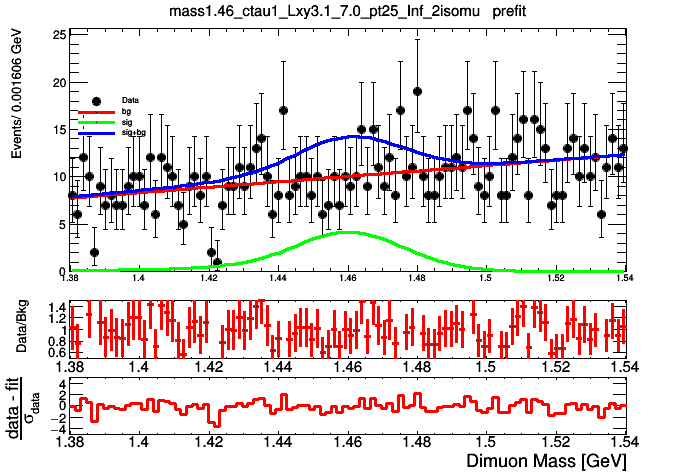 mass1.46_ctau1_Lxy3.1_7.0_pt25_Inf_2isomu prefit
Events/ 0.001606 GeV
25
20
15
10
5
0
Data
bg
sig
sig+bg
1.38 1.4 1.42 1.44 1.46 1.48 1.5 1.52 1.54
Data/Bkg
1.4
1.2
1
0.8
0.6
1.38 1.4 1.42 1.44 1.46 1.48 1.5 1.52 1.54
data - fit
σdata
4
2
0
−2
−4
1.38 1.4 1.42 1.44 1.46 1.48 1.5 1.52 1.54
Dimuon Mass [GeV]